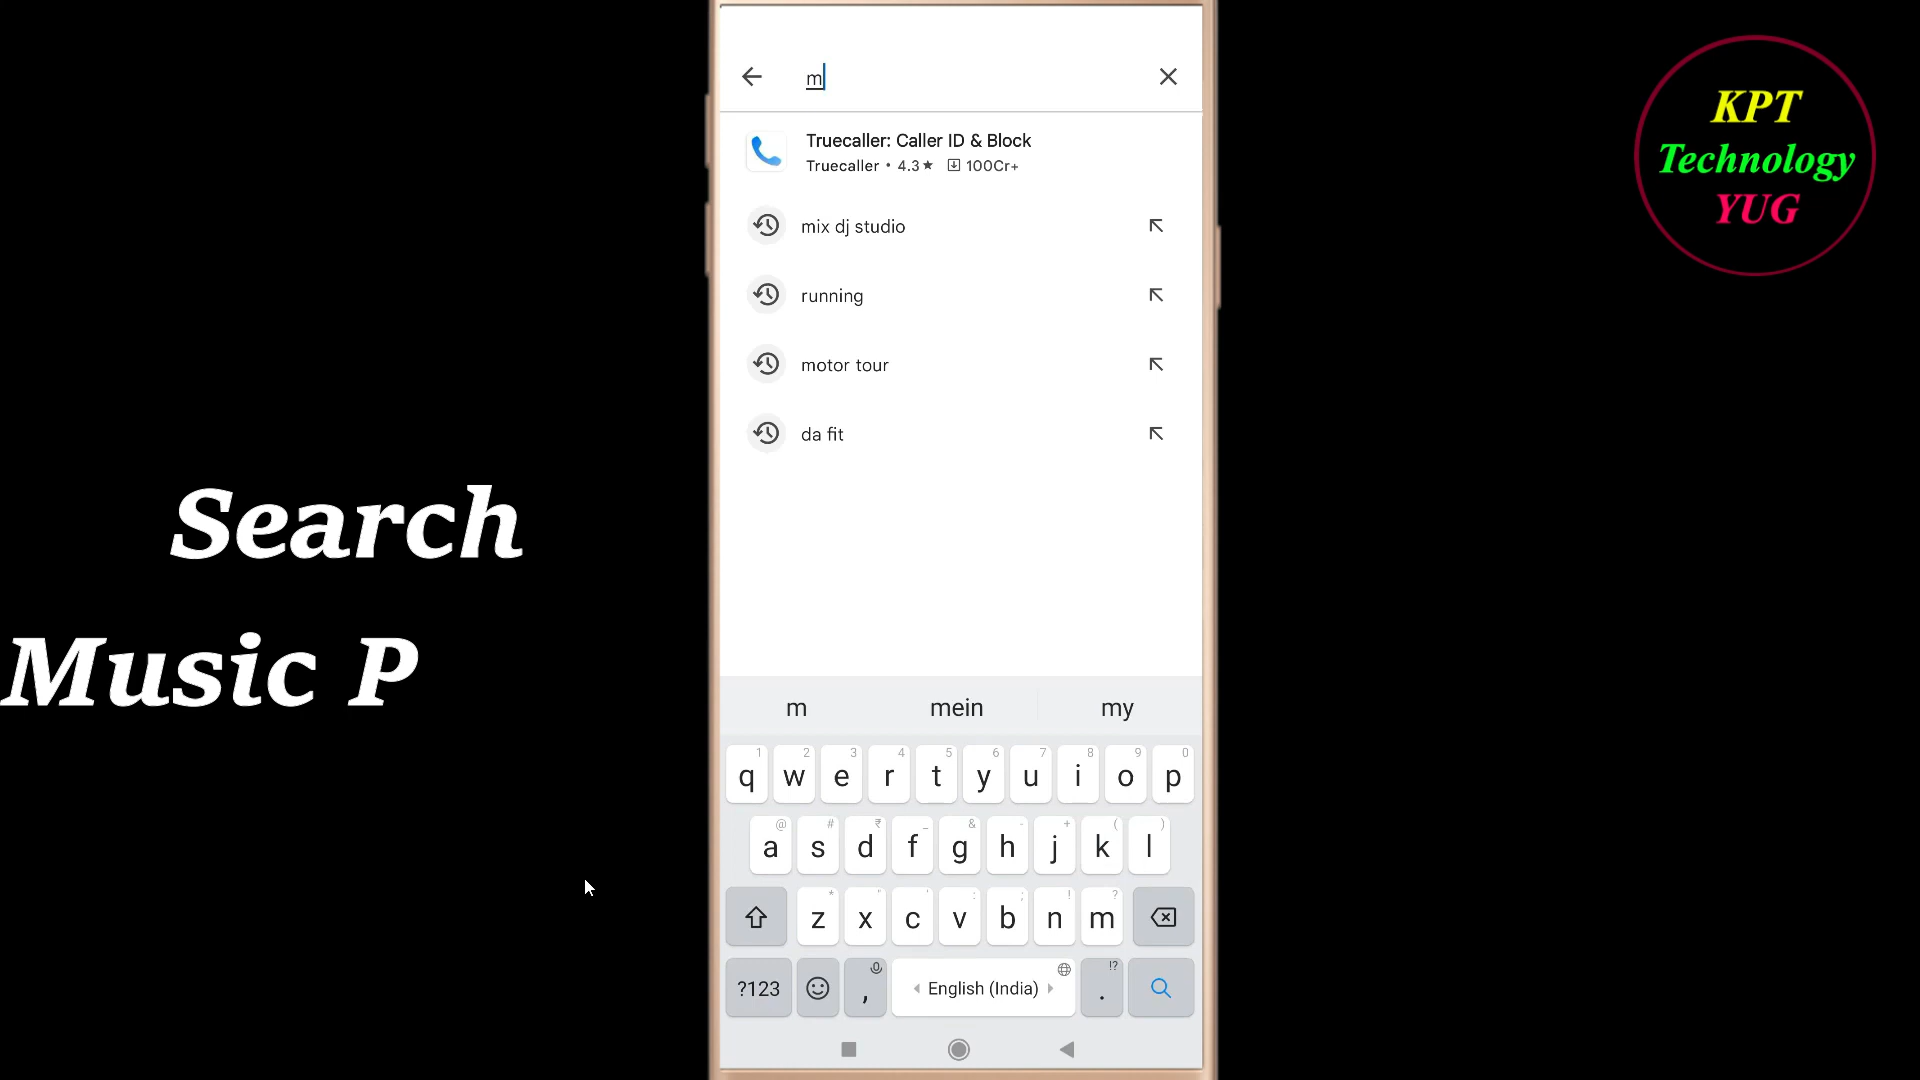 m
Truecaller: Caller ID & Block
Truecaller • 4.3★ 100Cr+
mix dj studio
running
motor tour
da fit
Search
Music P
KPT
Technology
YUG
m mein my
1 2 3 4 5 6 7 8 9 0
q w e r t y u i o p
@ # ₹ _ & - + ( )
a s d f g h j k l
* " ' : ; ! ?
z x c v b n m
!?
?123 , English (India) .